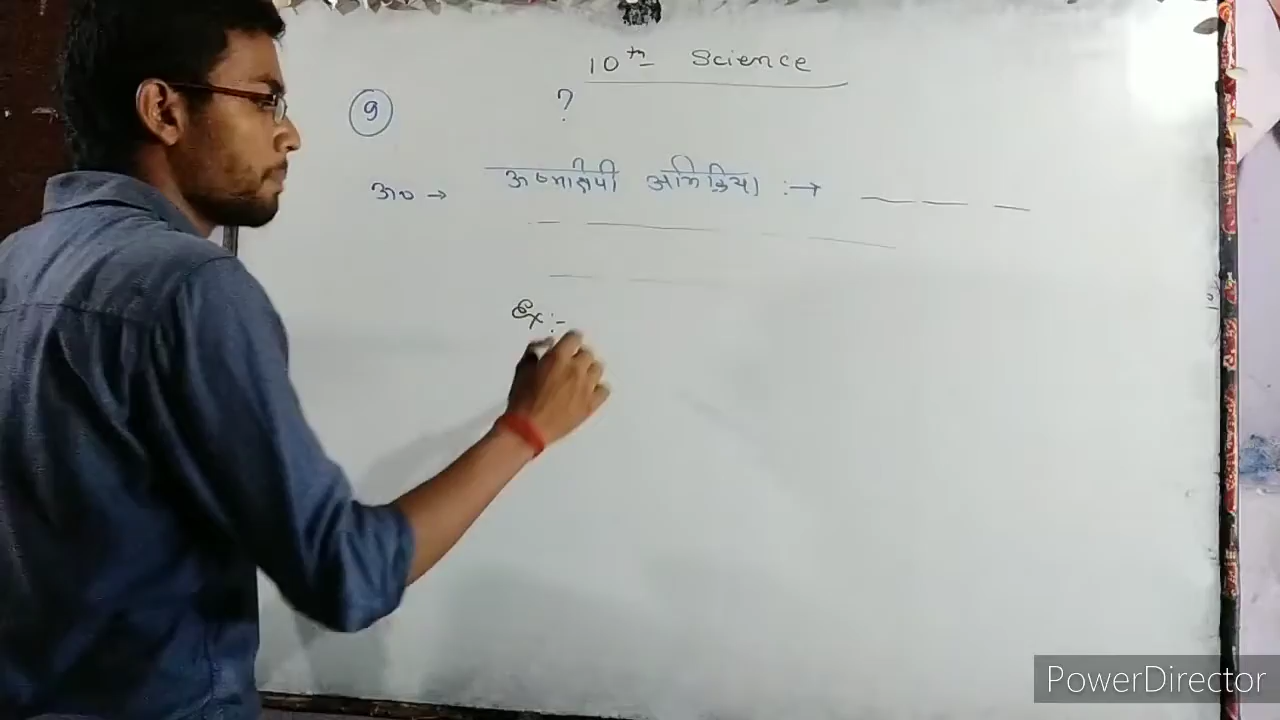 10th Science
9 ?
उ० → ऊष्माक्षेपी अभिक्रिया :→
Ex :-
PowerDirector